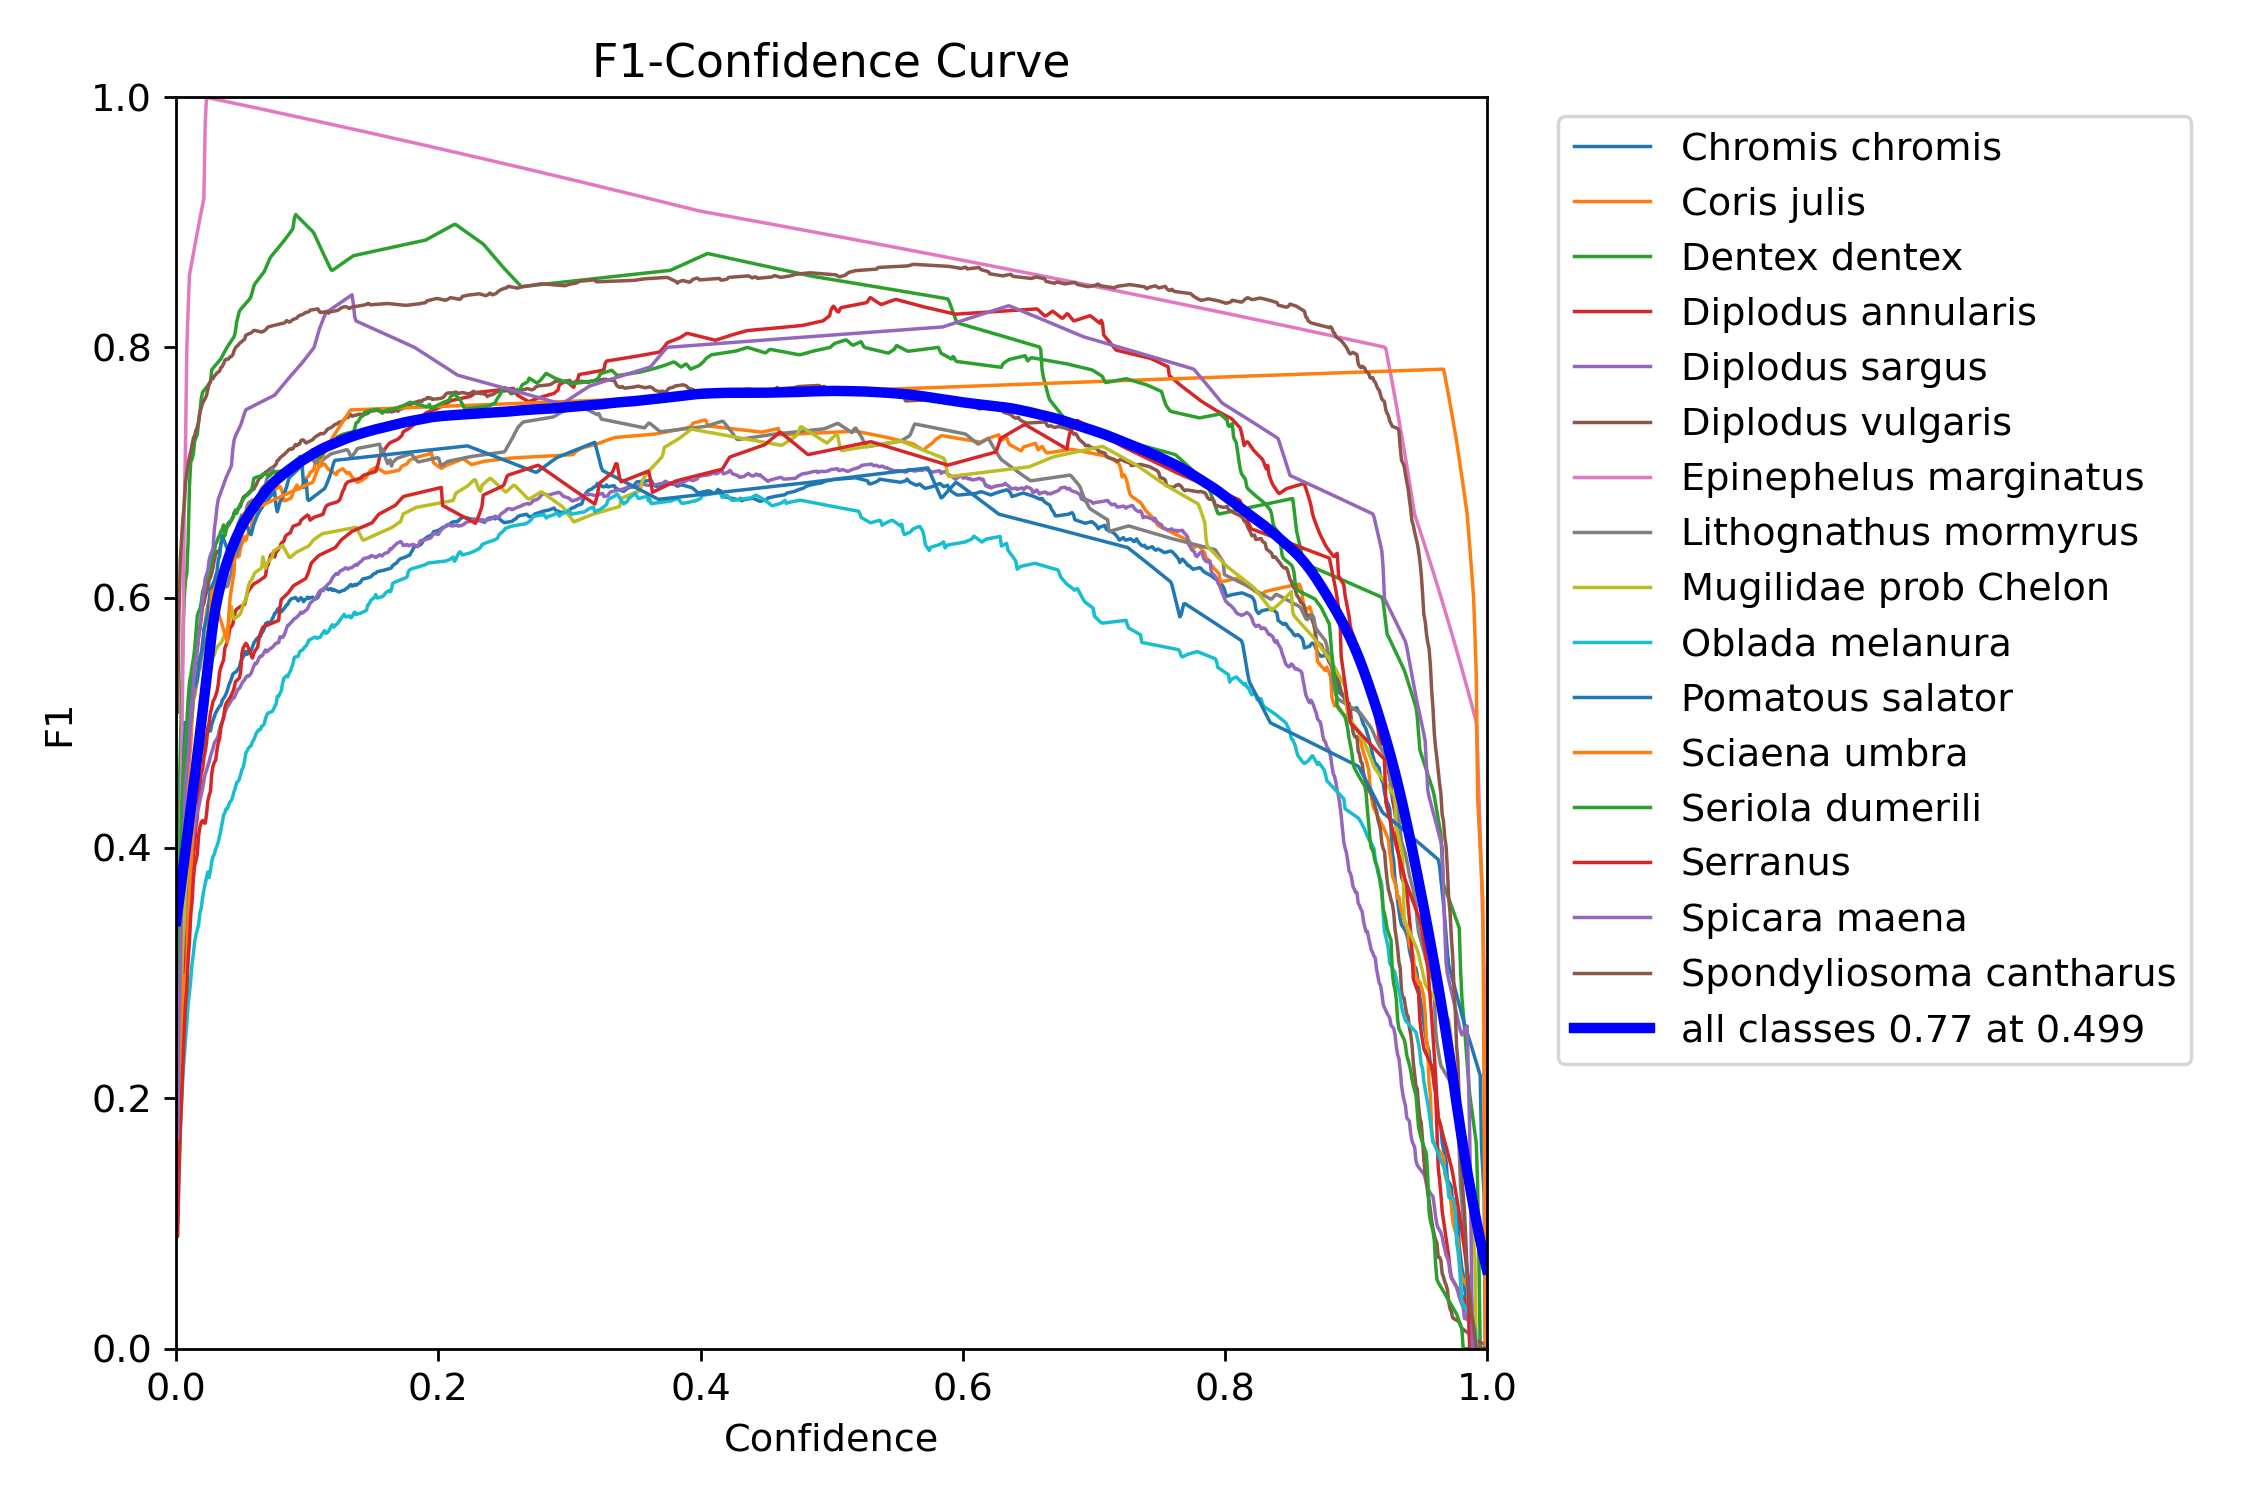 F1-Confidence Curve
1.0
0.8
0.6
0.4
0.2
0.0
F1
0.0 0.2 0.4 0.6 0.8 1.0
Confidence
Chromis chromis
Coris julis
Dentex dentex
Diplodus annularis
Diplodus sargus
Diplodus vulgaris
Epinephelus marginatus
Lithognathus mormyrus
Mugilidae prob Chelon
Oblada melanura
Pomatous salator
Sciaena umbra
Seriola dumerili
Serranus
Spicara maena
Spondyliosoma cantharus
all classes 0.77 at 0.499